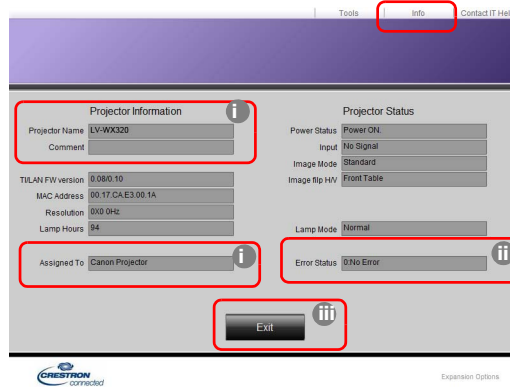 Tools Info Contact IT Hel
Projector Information
i
Projector Name LV-WX320
Comment
TI/LAN FW version 0.08/0.10
MAC Address 00.17.CA.E3.00.1A
Resolution 0X0 0Hz
Lamp Hours 94
Assigned To Canon Projector
i
Projector Status
Power Status Power ON.
Input No Signal
Image Mode Standard
Image filp H/V Front Table
Lamp Mode Normal
Error Status 0:No Error
ii
Exit
iii
CRESTRON
connected
Expansion Options